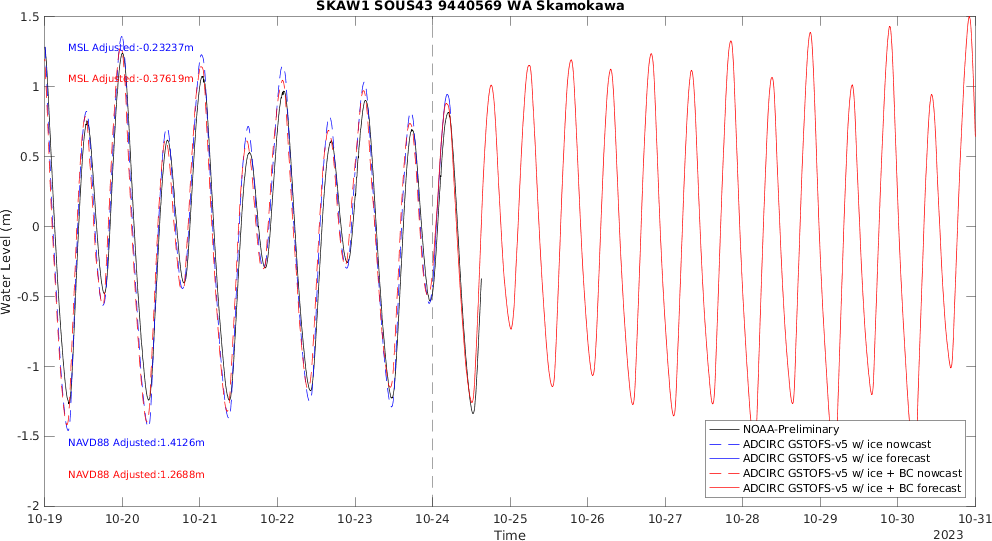 SKAW1 SOUS43 9440569 WA Skamokawa
Water Level (m)
1.5
1
0.5
0
-0.5
-1
-1.5
-2
MSL Adjusted:-0.23237m
MSL Adjusted:-0.37619m
NAVD88 Adjusted:1.4126m
NAVD88 Adjusted:1.2688m
NOAA-Preliminary
ADCIRC GSTOFS-v5 w/ ice nowcast
ADCIRC GSTOFS-v5 w/ ice forecast
ADCIRC GSTOFS-v5 w/ ice + BC nowcast
ADCIRC GSTOFS-v5 w/ ice + BC forecast
10-19 10-20 10-21 10-22 10-23 10-24 10-25 10-26 10-27 10-28 10-29 10-30 10-31
Time
2023